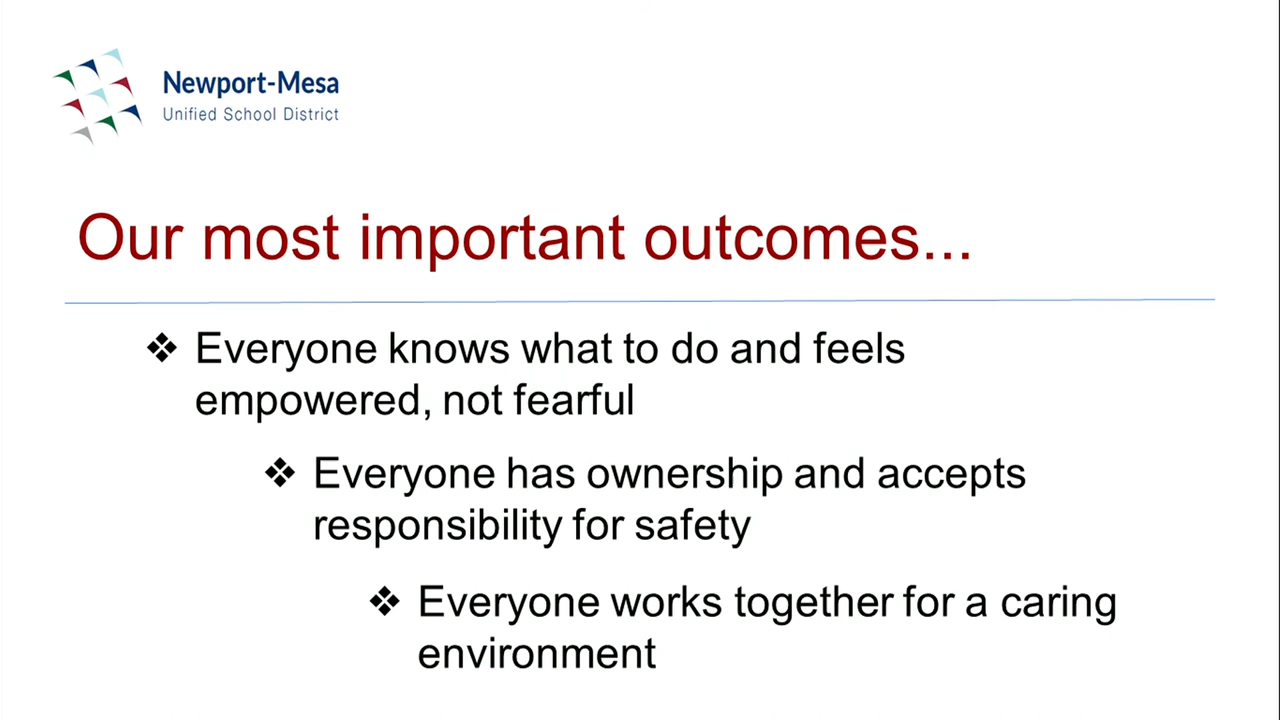 Newport-Mesa
Unified School District
Our most important outcomes...
❖ Everyone knows what to do and feels
empowered, not fearful
❖ Everyone has ownership and accepts
responsibility for safety
❖ Everyone works together for a caring
environment